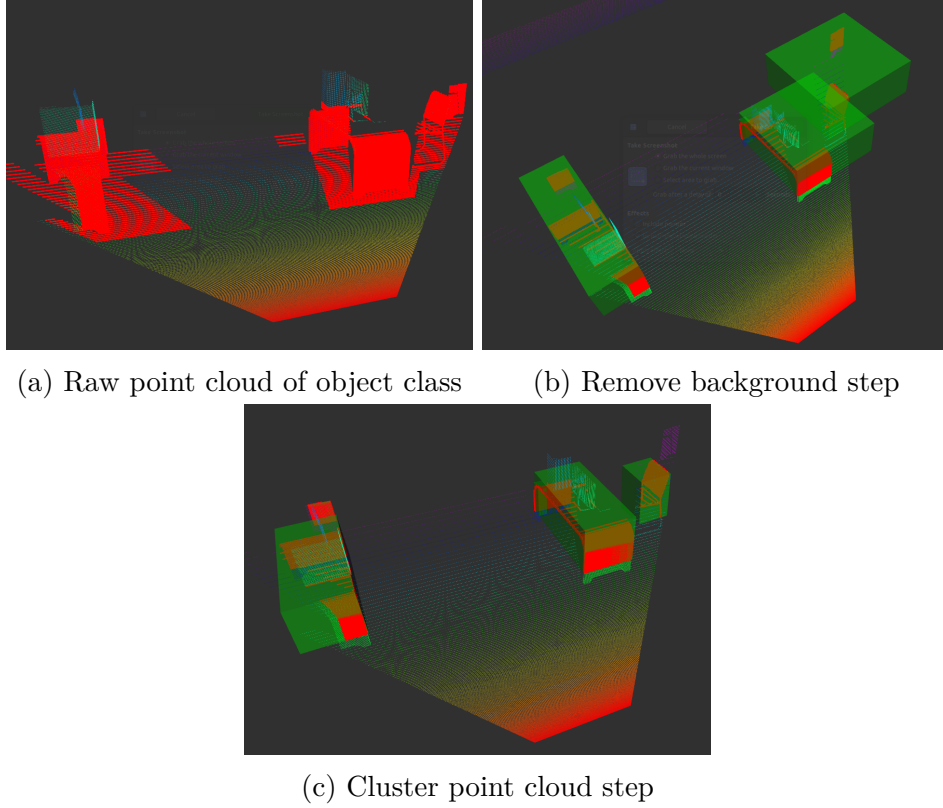 (a) Raw point cloud of object class
(b) Remove background step
(c) Cluster point cloud step